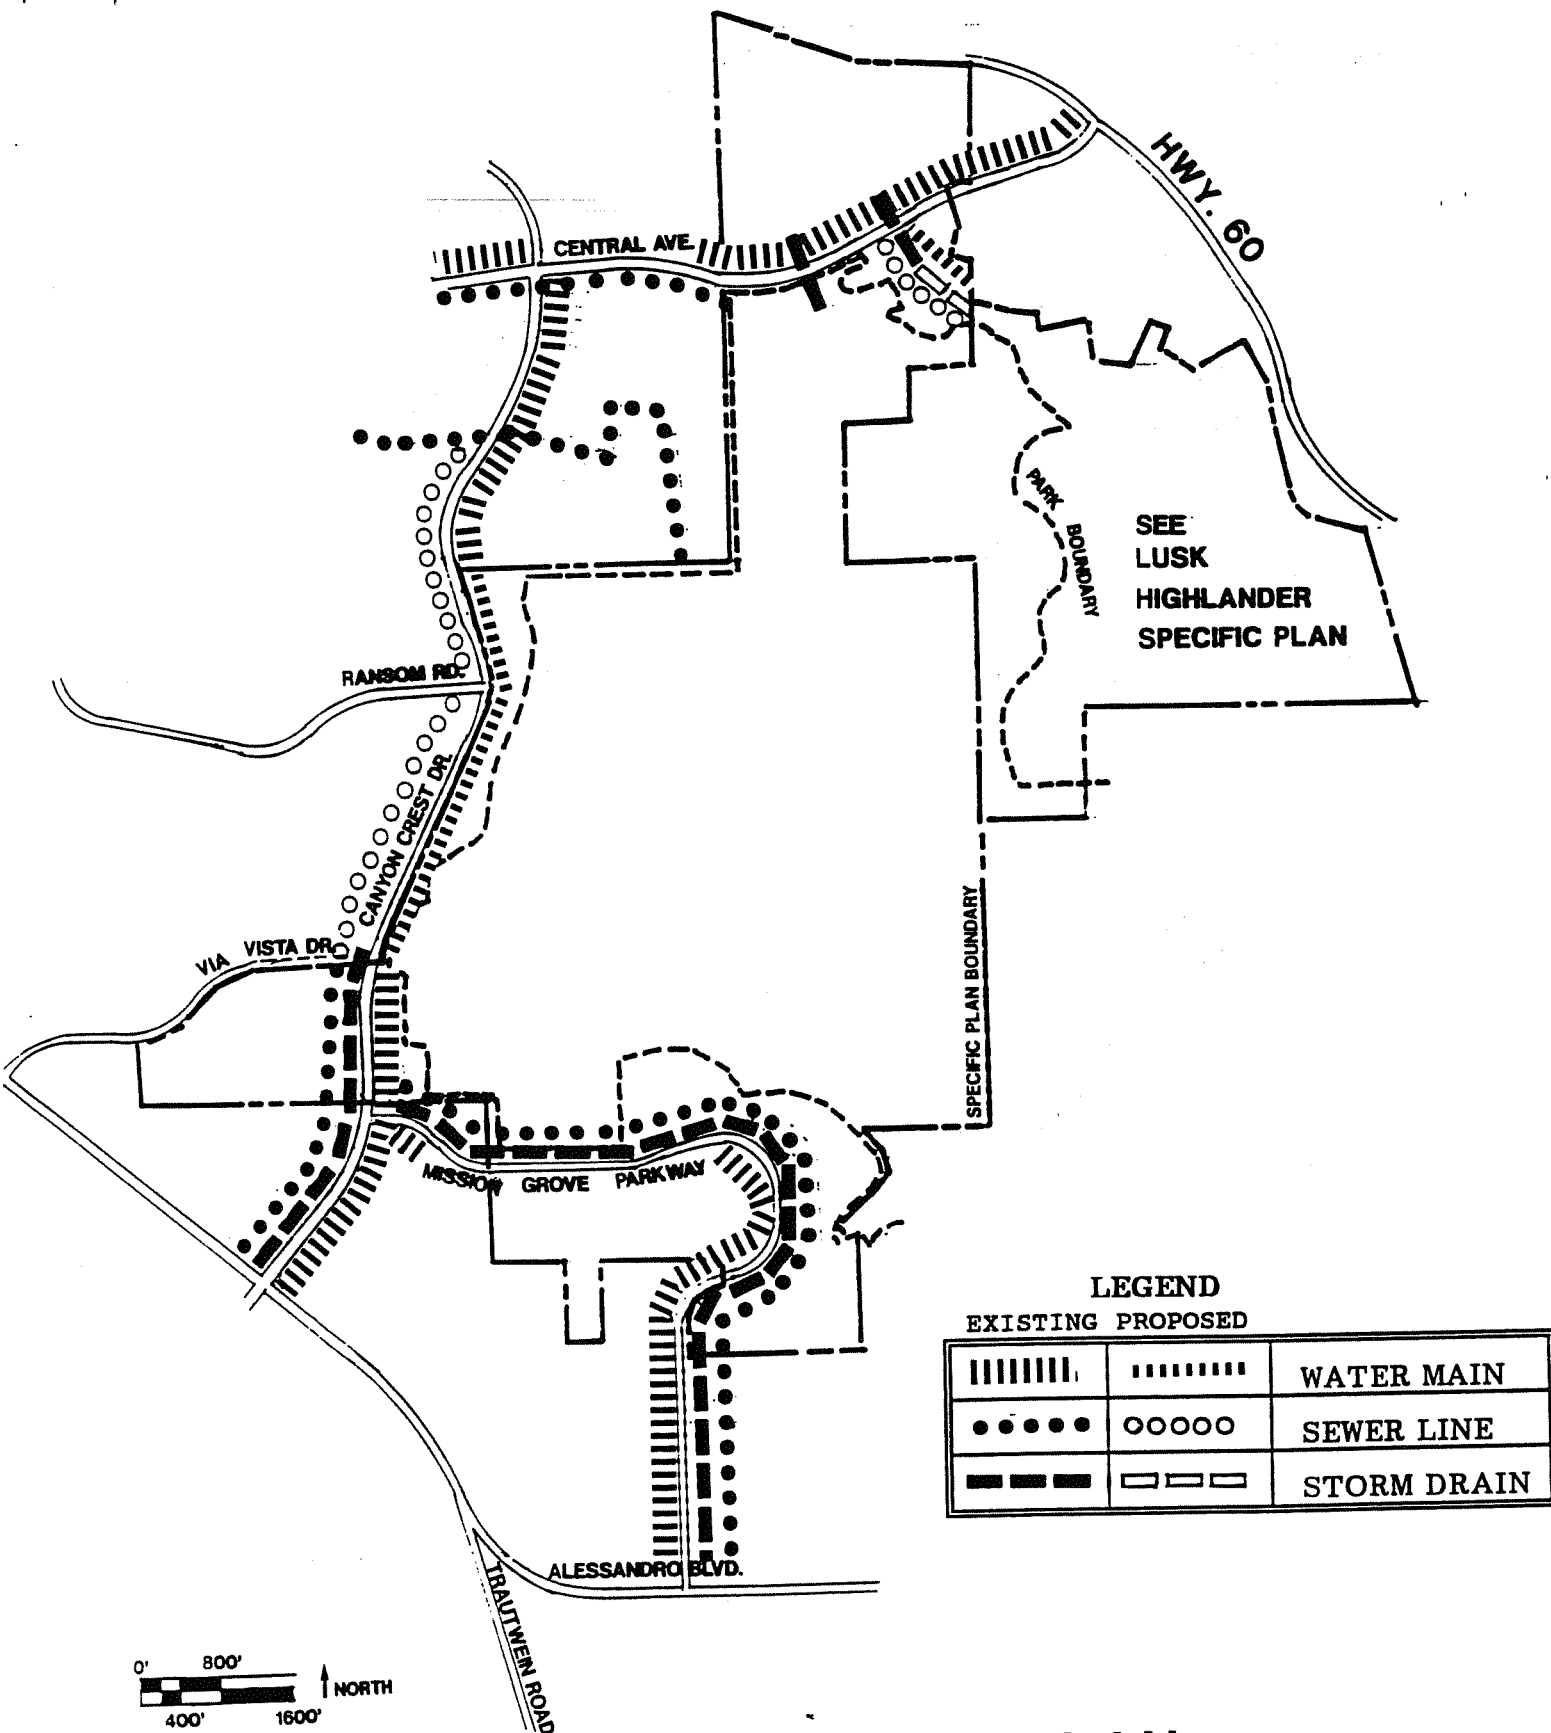 HWY. 60
CENTRAL AVE.
PARK BOUNDARY
SEE
LUSK
HIGHLANDER
SPECIFIC PLAN
RANSOM RD.
CANYON CREST DR.
VIA VISTA DR.
SPECIFIC PLAN BOUNDARY
MISSION GROVE PARKWAY
LEGEND
EXISTING PROPOSED
WATER MAIN
SEWER LINE
STORM DRAIN
ALESSANDRO BLVD.
TRAUTWEIN ROAD
0' 800'
NORTH
400' 1600'